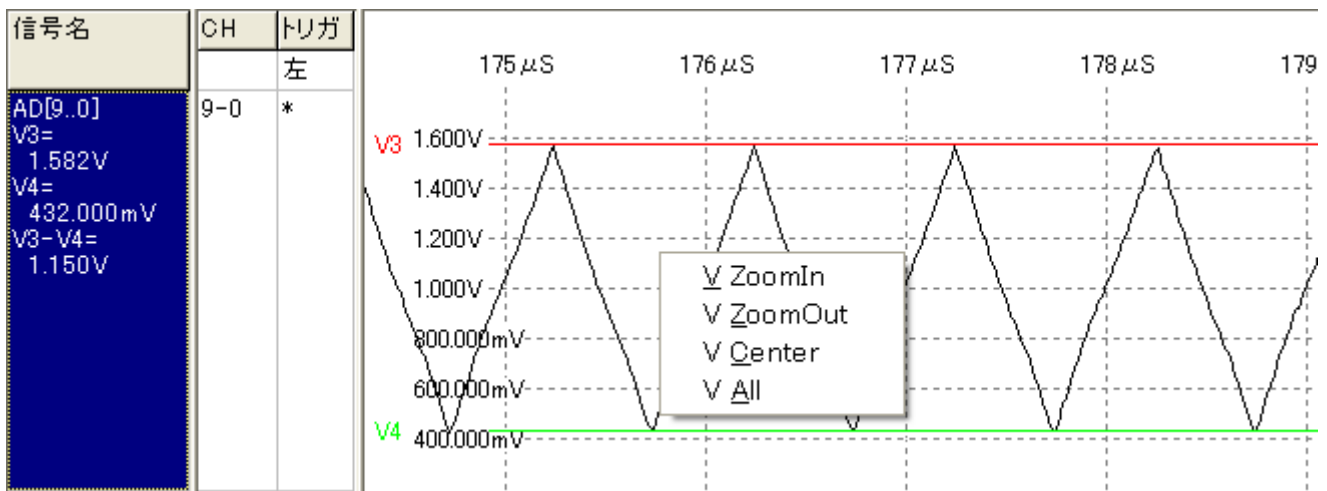 信号名
CH
トリガ
左
AD[9..0]
V3=
1.582V
V4=
432.000mV
V3-V4=
1.150V
9-0
*
175μS
176μS
177μS
178μS
179
V3
1.600V
1.400V
1.200V
1.000V
800.000mV
600.000mV
V4
400.000mV
V ZoomIn
V ZoomOut
V Center
V All